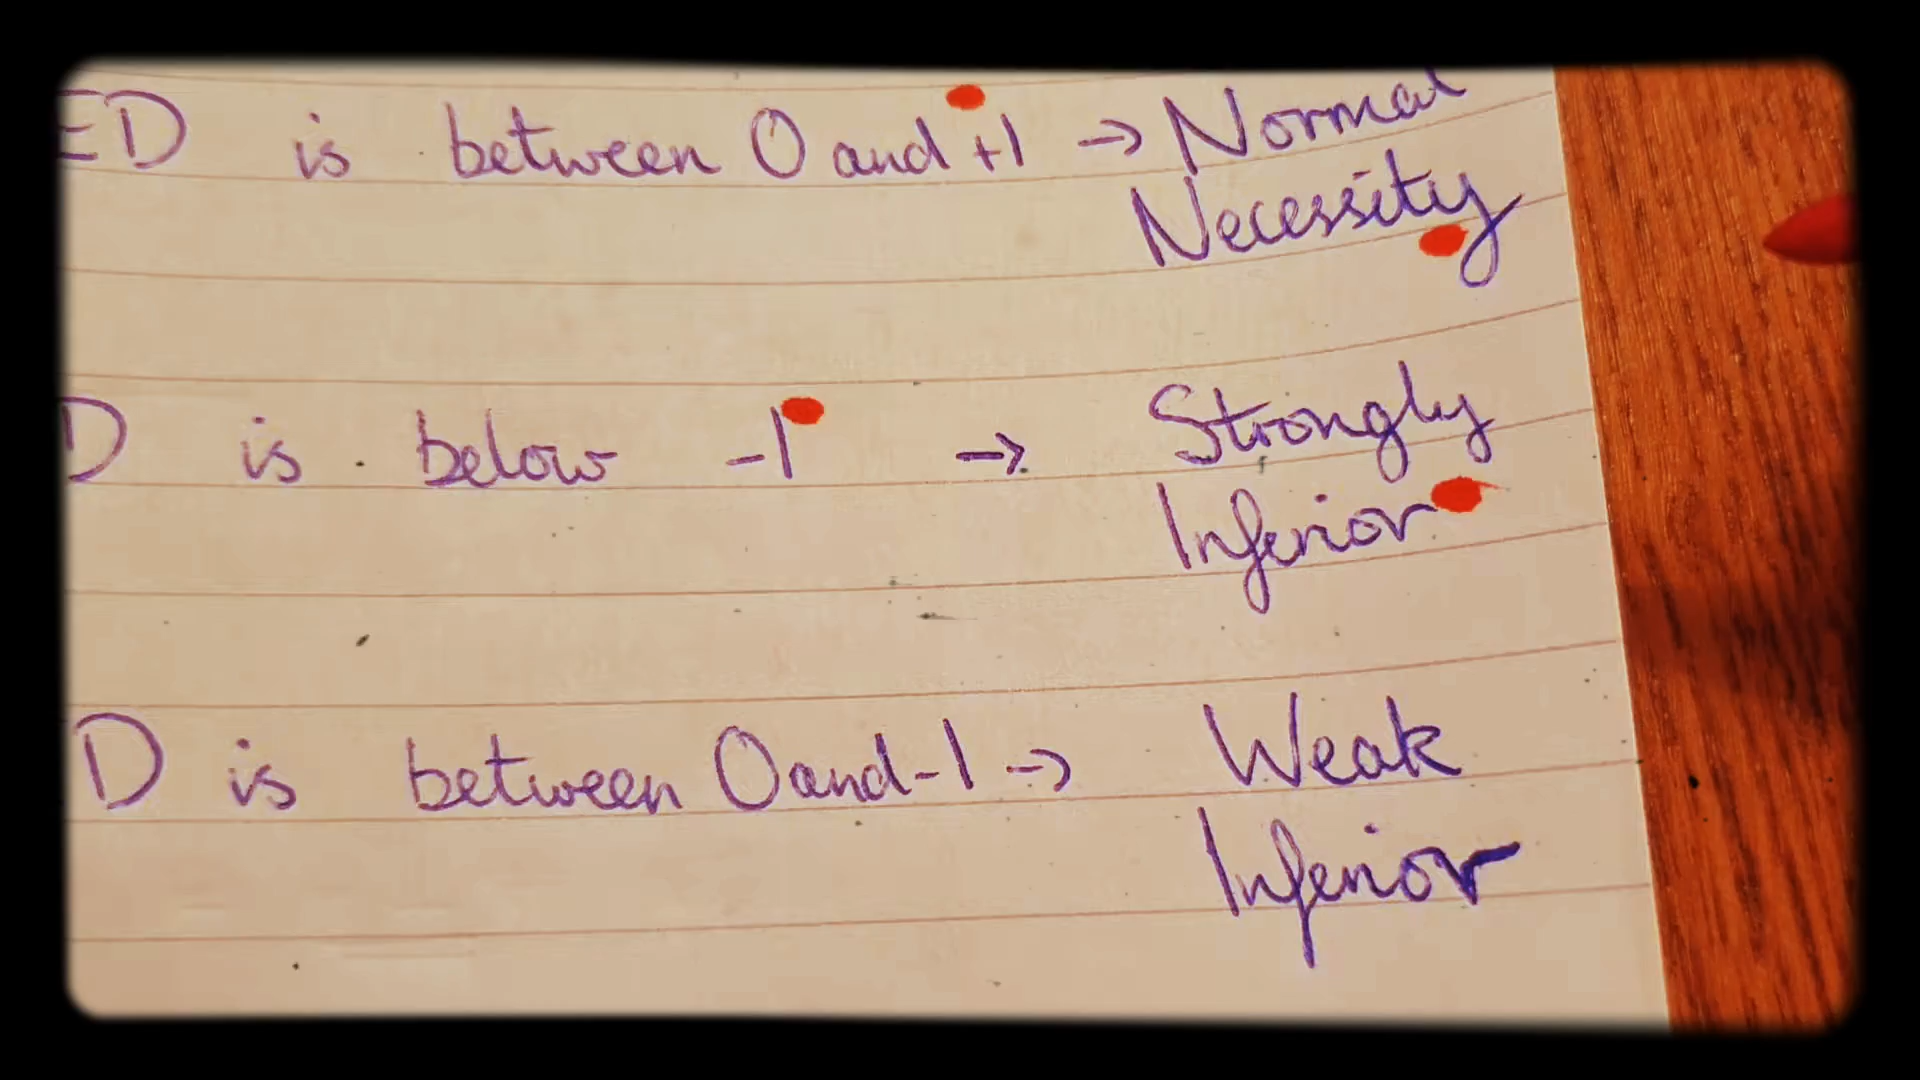 ED is between 0 and +1 → Normal
Necessity
D is below -1 → Strongly
Inferior
D is between 0 and -1 → Weak
Inferior